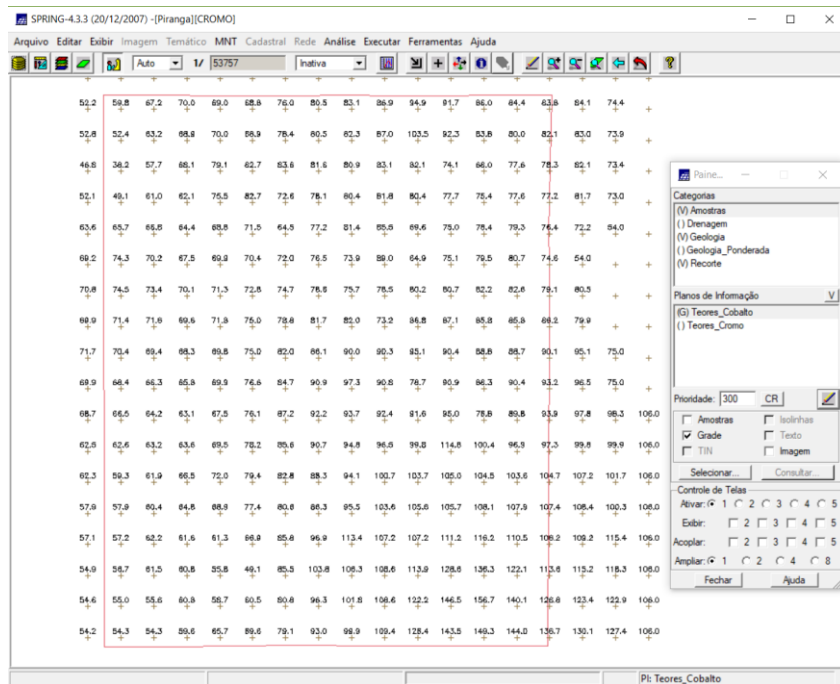 SPRING-4.3.3 (20/12/2007) -[Piranga][CROMO]
Arquivo Editar Exibir Imagem Temático MNT Cadastral Rede Análise Executar Ferramentas Ajuda
Auto 1/ 53757 Inativa
52.2 59.8 67.2 70.0 69.0 68.8 76.0 80.5 83.1 86.9 94.9 91.7 86.0 84.4 83.8 84.1 74.4
52.8 52.4 63.2 68.8 70.0 58.9 78.4 80.5 82.3 87.0 103.5 92.3 83.8 80.0 82.1 83.0 73.9
46.8 38.2 57.7 68.1 79.1 82.7 83.6 81.6 80.9 83.1 82.1 74.1 68.0 77.6 78.3 82.1 73.4
52.1 49.1 61.0 62.1 75.5 82.7 72.6 78.1 80.4 81.8 80.4 77.7 75.4 77.6 77.2 81.7 73.0
63.6 65.7 66.8 64.4 68.8 71.5 64.5 77.2 81.4 85.5 69.6 75.0 78.4 79.3 76.4 72.2 54.0
69.2 74.3 70.2 67.5 69.9 70.4 72.0 76.5 73.9 89.0 64.9 75.1 79.5 80.7 74.6 54.0
70.8 74.5 73.4 70.1 71.3 72.8 74.7 78.6 75.7 78.5 80.2 80.7 82.2 82.6 79.1 80.5
69.9 71.4 71.6 69.6 71.8 75.0 78.8 81.7 82.0 73.2 86.8 87.1 85.8 85.8 86.2 79.9
71.7 70.4 69.4 68.3 69.8 75.0 82.0 86.1 90.0 90.3 95.1 90.4 88.8 88.7 90.1 95.1 75.0
69.9 68.4 66.3 65.8 69.9 76.6 84.7 90.9 97.3 90.8 78.7 90.9 86.3 90.4 93.2 96.5 75.0
68.7 66.5 64.2 63.1 67.5 76.1 87.2 92.2 93.7 92.4 91.6 95.0 78.8 89.8 93.9 97.8 98.3 106.0
62.8 62.6 63.2 63.6 69.5 78.2 85.6 90.7 94.8 96.6 99.8 114.8 100.4 96.9 97.3 99.8 99.9 106.0
62.3 59.3 61.9 66.5 72.0 79.4 82.8 88.3 94.1 100.7 103.7 105.0 104.5 103.6 104.7 107.2 101.7 106.0
57.9 57.9 60.4 64.8 68.9 77.4 80.8 86.3 95.5 103.6 105.6 105.7 108.1 107.9 107.4 108.4 100.3 106.0
57.1 57.2 62.2 61.6 61.3 66.9 85.8 96.9 113.4 107.2 107.2 111.2 116.2 110.5 106.2 109.2 115.4 106.0
54.9 56.7 61.5 60.8 55.8 49.1 85.5 103.8 106.3 108.6 113.9 128.6 136.3 122.1 113.6 115.2 118.3 106.0
54.6 55.0 55.6 60.8 58.7 60.5 80.8 96.3 101.8 108.6 122.2 146.5 156.7 140.1 126.8 123.4 122.9 106.0
54.2 54.3 54.3 59.6 65.7 59.6 79.1 93.0 98.9 109.4 128.4 143.5 149.3 144.0 136.7 130.1 127.4 106.0
Paine...
Categorias
(V) Amostras
( ) Drenagem
(V) Geologia
( ) Geologia_Ponderada
(V) Recorte
Planos de Informação V
(G) Teores_Cobalto
( ) Teores_Cromo
Prioridade: 300 CR
Amostras Isolinhas
Grade Texto
TIN Imagem
Selecionar... Consultar...
Controle de Telas
Ativar: 1 2 3 4 5
Exibir: 2 3 4 5
Acoplar: 2 3 4 5
Ampliar: 1 2 4 8
Fechar Ajuda
PI: Teores_Cobalto